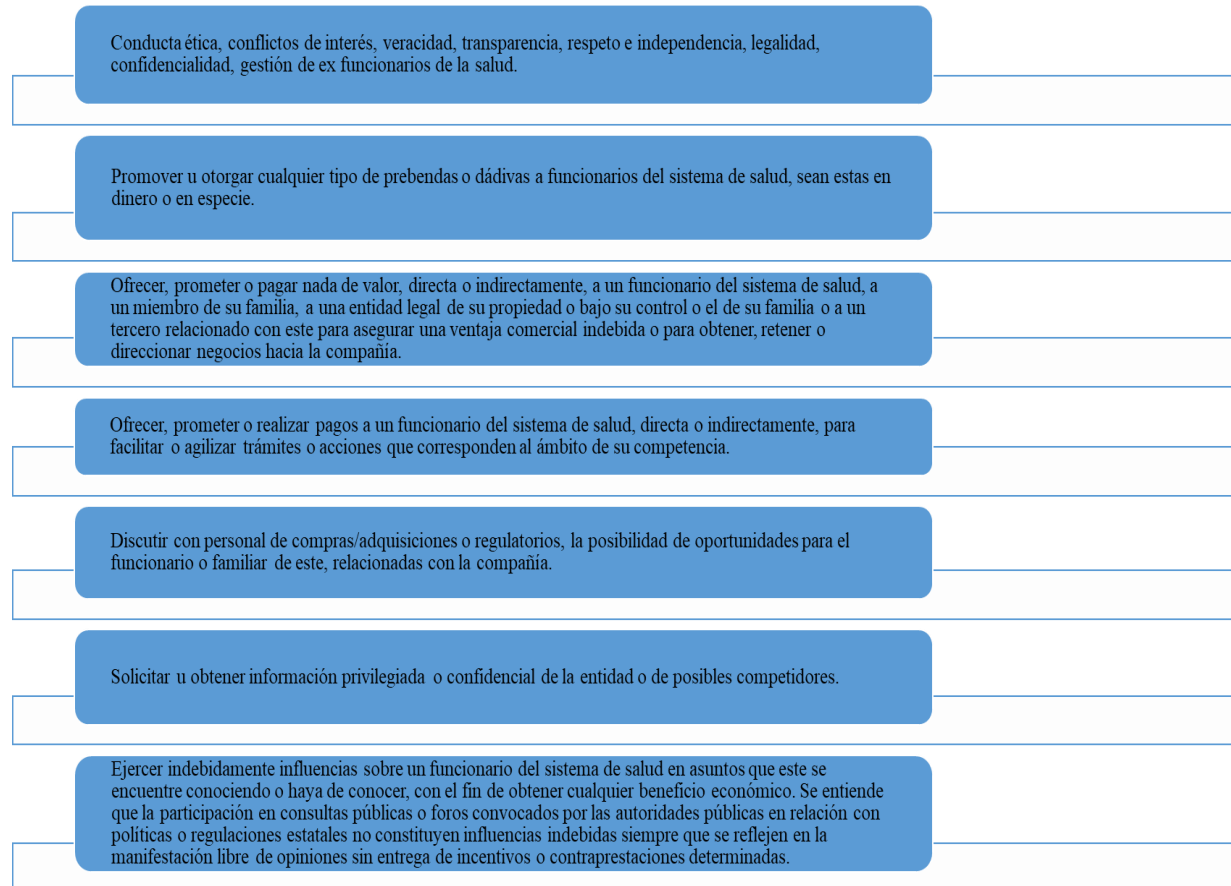 Conducta ética, conflictos de interés, veracidad, transparencia, respeto e independencia, legalidad,
confidencialidad, gestión de ex funcionarios de la salud.
Promover u otorgar cualquier tipo de prebendas o dádivas a funcionarios del sistema de salud, sean estas en
dinero o en especie.
Ofrecer, prometer o pagar nada de valor, directa o indirectamente, a un funcionario del sistema de salud, a
un miembro de su familia, a una entidad legal de su propiedad o bajo su control o el de su familia o a un
tercero relacionado con este para asegurar una ventaja comercial indebida o para obtener, retener o
direccionar negocios hacia la compañía.
Ofrecer, prometer o realizar pagos a un funcionario del sistema de salud, directa o indirectamente, para
facilitar o agilizar trámites o acciones que corresponden al ámbito de su competencia.
Discutir con personal de compras/adquisiciones o regulatorios, la posibilidad de oportunidades para el
funcionario o familiar de este, relacionadas con la compañía.
Solicitar u obtener información privilegiada o confidencial de la entidad o de posibles competidores.
Ejercer indebidamente influencias sobre un funcionario del sistema de salud en asuntos que este se
encuentre conociendo o haya de conocer, con el fin de obtener cualquier beneficio económico. Se entiende
que la participación en consultas públicas o foros convocados por las autoridades públicas en relación con
políticas o regulaciones estatales no constituyen influencias indebidas siempre que se reflejen en la
manifestación libre de opiniones sin entrega de incentivos o contraprestaciones determinadas.